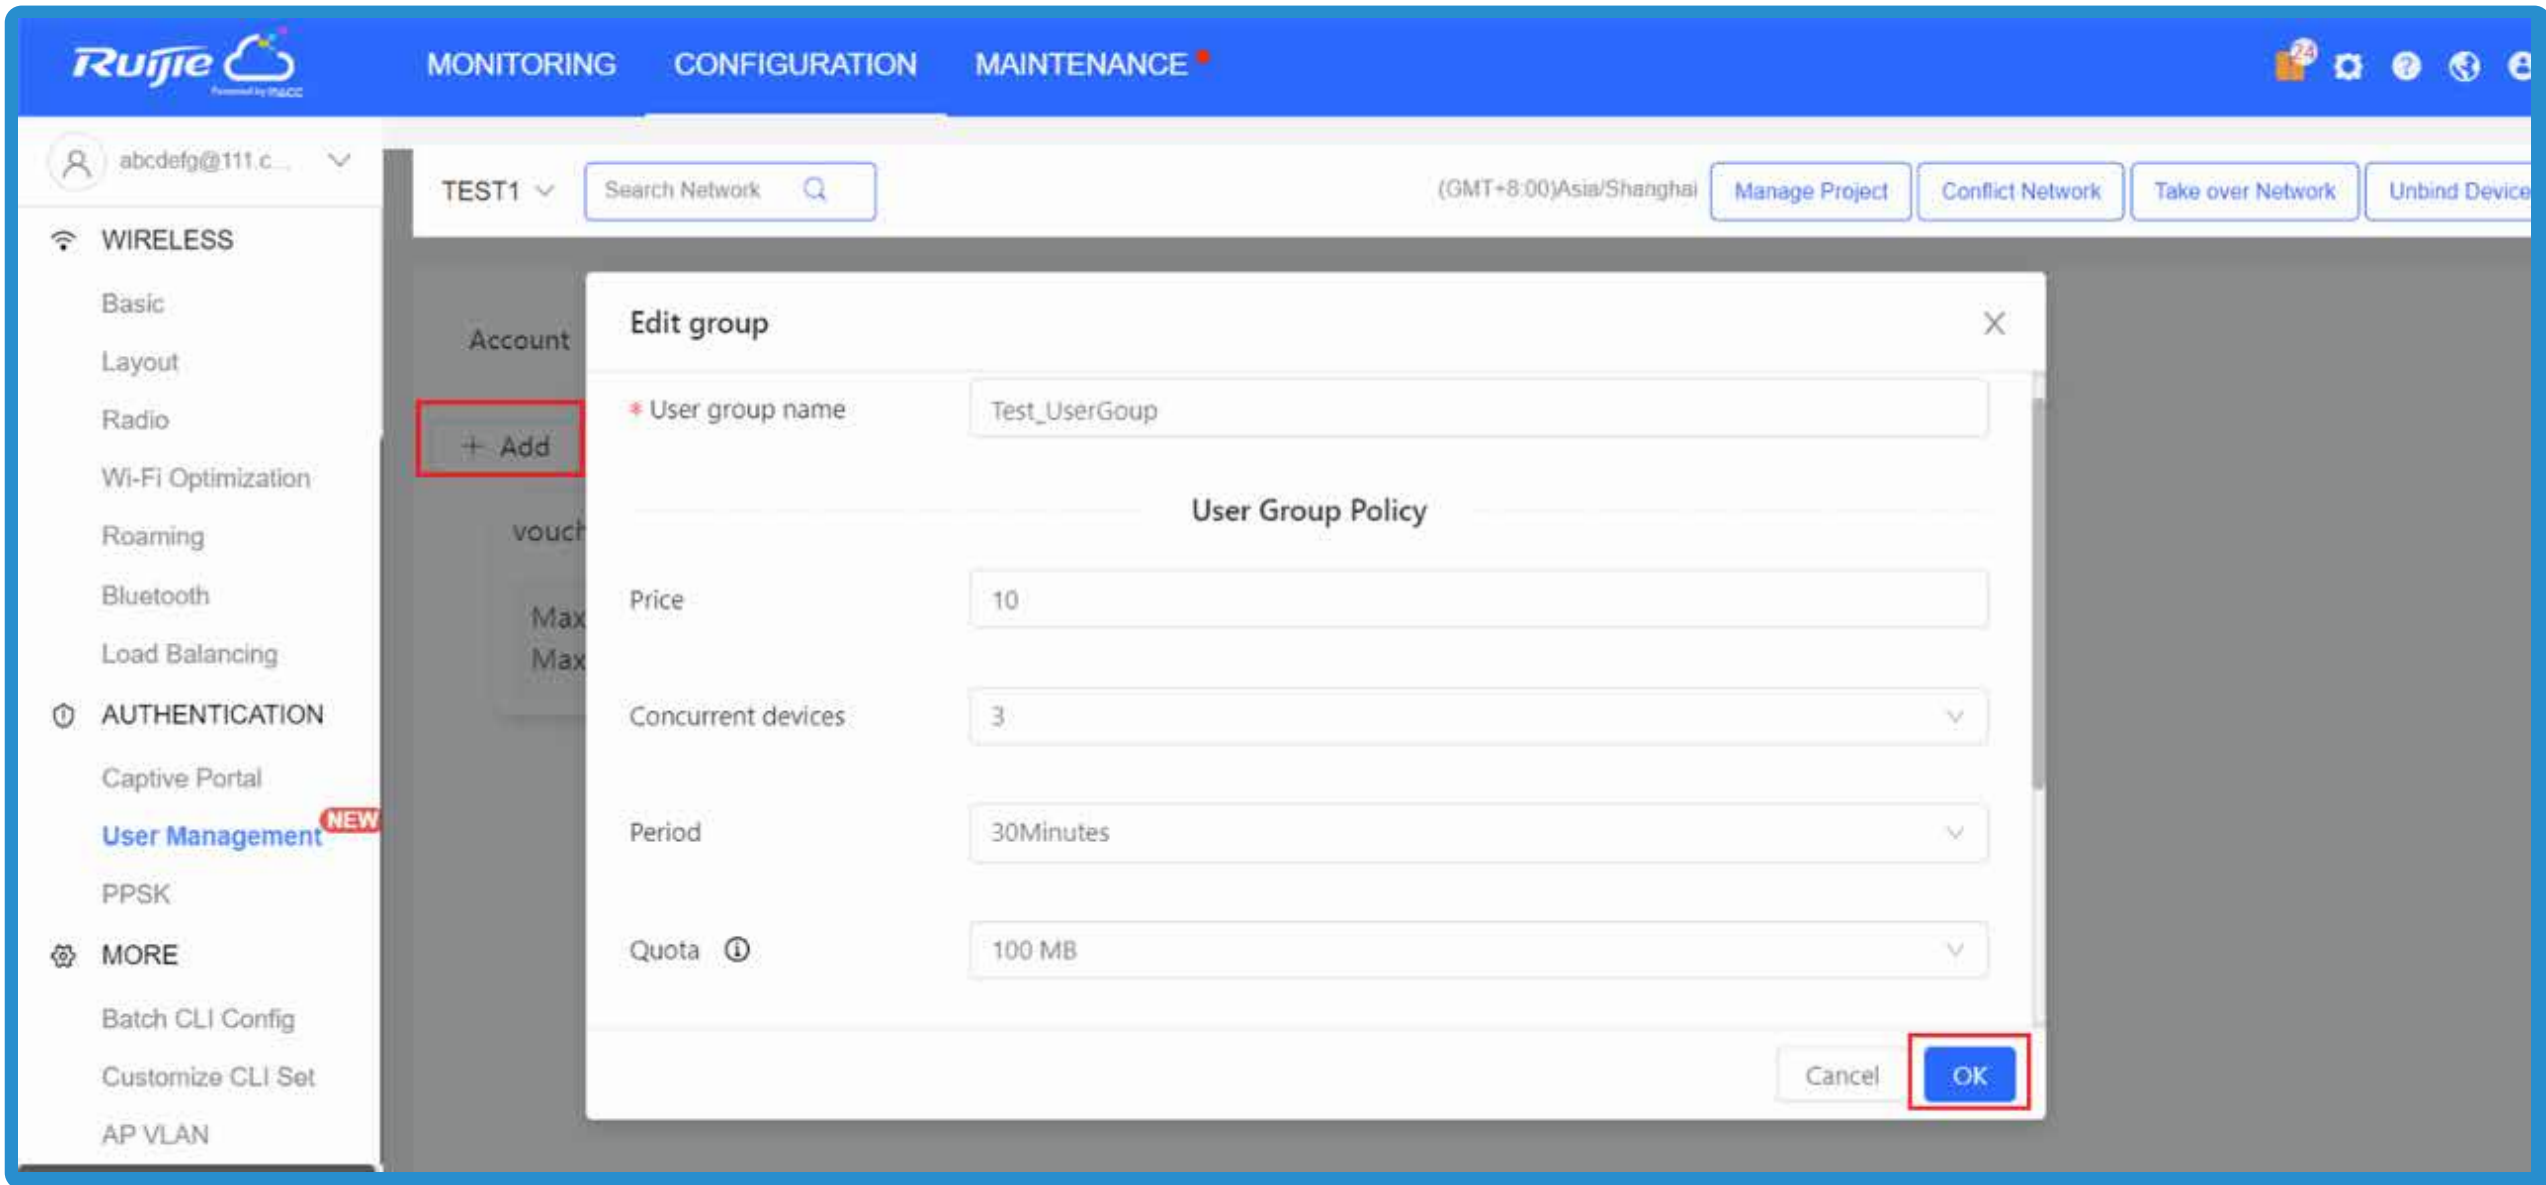 Ruijie
Powered by MACC
MONITORING CONFIGURATION MAINTENANCE
24
abcdefg@111.c...
TEST1
Search Network
(GMT+8:00)Asia/Shanghai
Manage Project
Conflict Network
Take over Network
Unbind Device
WIRELESS
Basic
Layout
Radio
Wi-Fi Optimization
Roaming
Bluetooth
Load Balancing
AUTHENTICATION
Captive Portal
User Management
NEW
PPSK
MORE
Batch CLI Config
Customize CLI Set
AP VLAN
Account
+ Add
vouch
Max
Max
Edit group
* User group name
Test_UserGoup
User Group Policy
Price
10
Concurrent devices
3
Period
30Minutes
Quota
100 MB
Cancel
OK